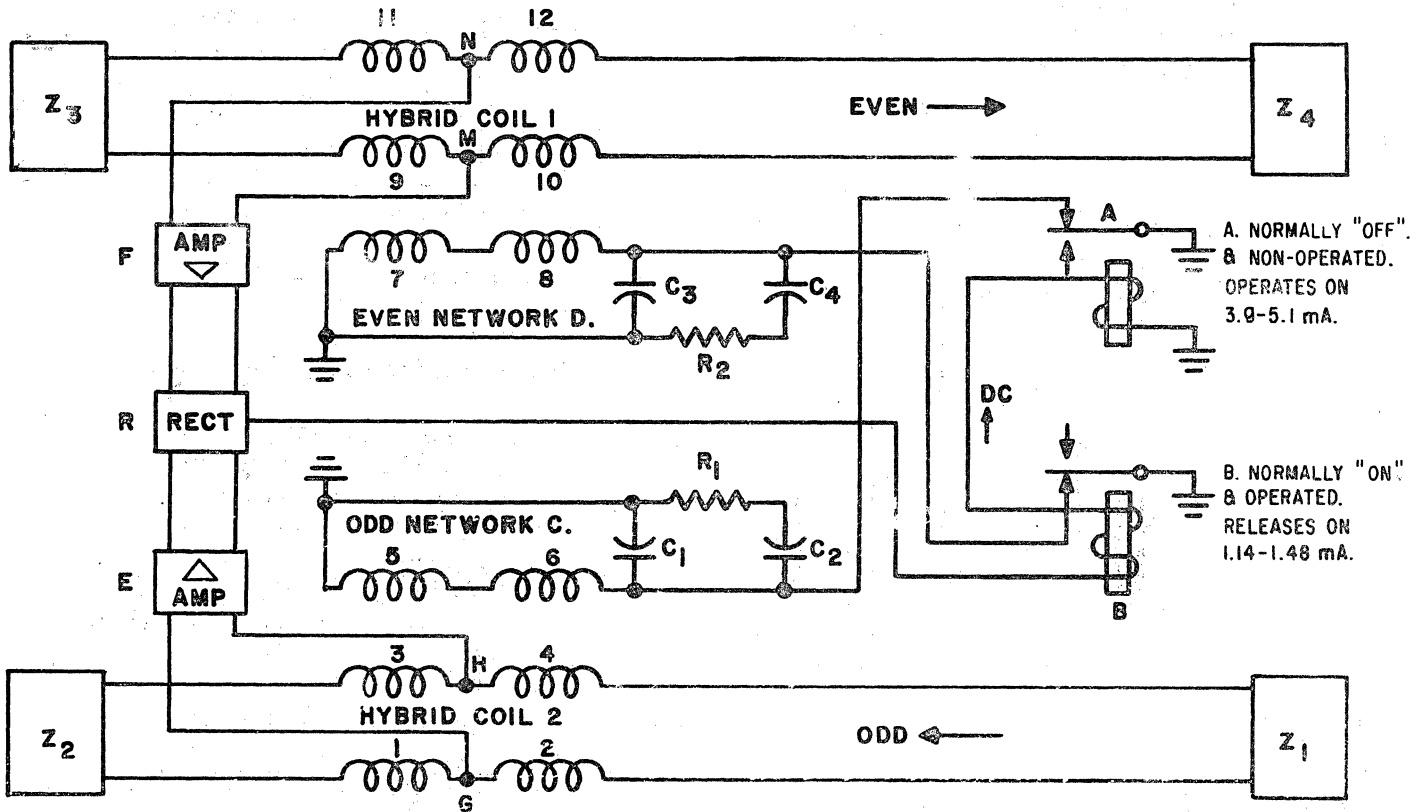 11 12
N
Z3
HYBRID COIL 1
M
9 10
EVEN
Z4
F AMP
7 8
C3 C4
EVEN NETWORK D.
R2
A
A. NORMALLY "OFF".
& NON-OPERATED.
OPERATES ON
3.9-5.1 mA.
DC
R RECT
R1
ODD NETWORK C.
C1 C2
5 6
B. NORMALLY "ON"
& OPERATED.
RELEASES ON
1.14-1.48 mA.
B
E AMP
3 H 4
HYBRID COIL 2
Z2
1 2
G
ODD
Z1